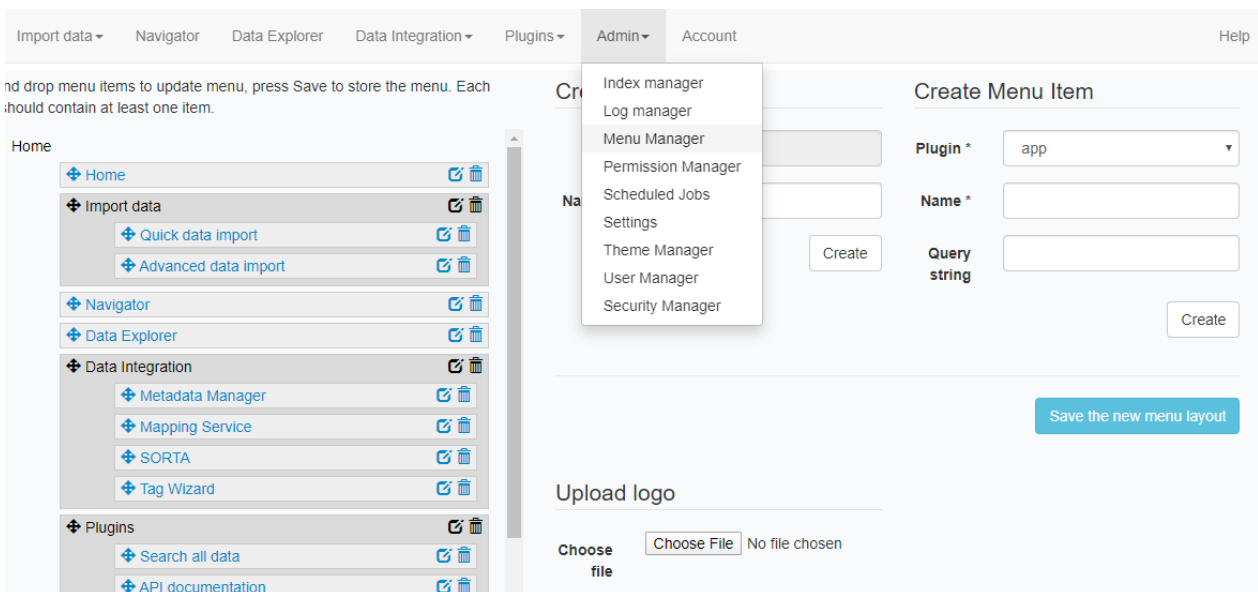 Import data Navigator Data Explorer Data Integration Plugins Admin Account Help
nd drop menu items to update menu, press Save to store the menu. Each
should contain at least one item.
Home
Home
Import data
Quick data import
Advanced data import
Navigator
Data Explorer
Data Integration
Metadata Manager
Mapping Service
SORTA
Tag Wizard
Plugins
Search all data
API documentation
Index manager
Log manager
Menu Manager
Permission Manager
Scheduled Jobs
Settings
Theme Manager
User Manager
Security Manager
Cr
Na
Create
Create Menu Item
Plugin * app
Name *
Query
string
Create
Save the new menu layout
Upload logo
Choose
file
Choose File No file chosen